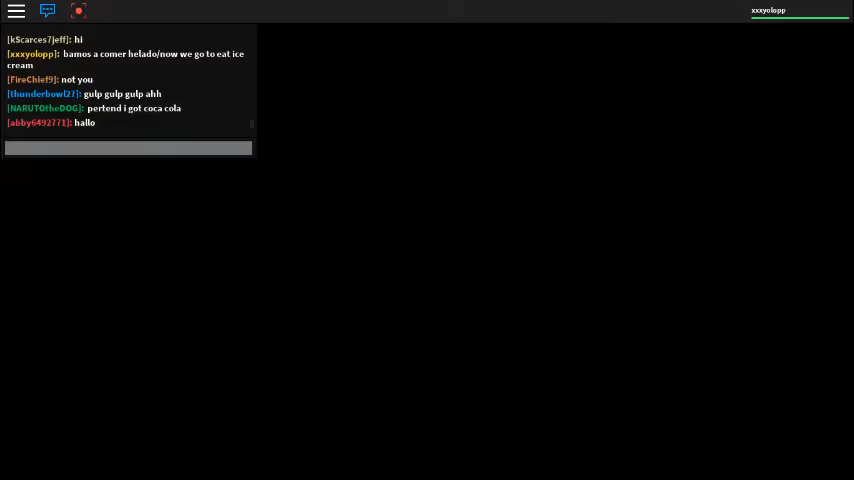 xxxyolopp
[kScarces7jeff]: hi
[xxxyolopp]: bamos a comer helado/now we go to eat ice
cream
[FireChief9]: not you
[thunderbowl27]: gulp gulp gulp ahh
[NARUTOtheDOG]: pertend i got coca cola
[abby6492771]: hallo